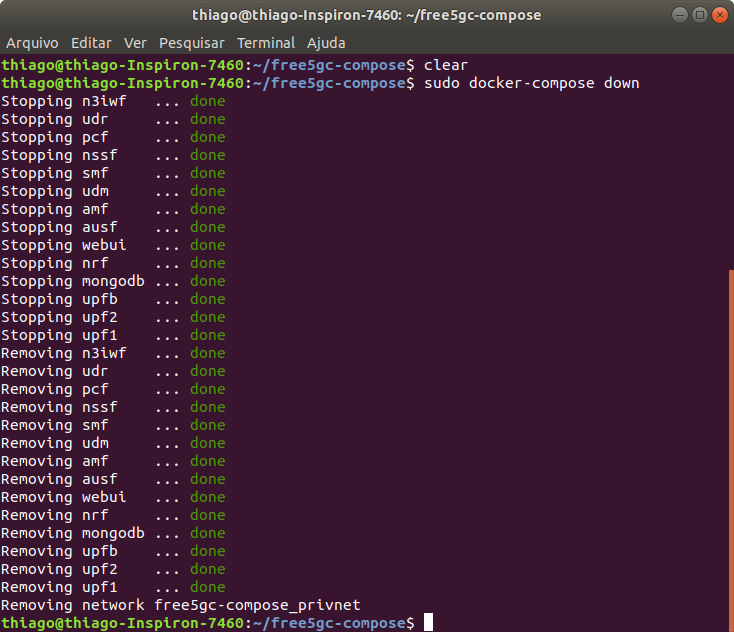 thiago@thiago-Inspiron-7460: ~/free5gc-compose
Arquivo Editar Ver Pesquisar Terminal Ajuda
thiago@thiago-Inspiron-7460:~/free5gc-compose$ clear
thiago@thiago-Inspiron-7460:~/free5gc-compose$ sudo docker-compose down
Stopping n3iwf   ... done
Stopping udr     ... done
Stopping pcf     ... done
Stopping nssf    ... done
Stopping smf     ... done
Stopping udm     ... done
Stopping amf     ... done
Stopping ausf    ... done
Stopping webui   ... done
Stopping nrf     ... done
Stopping mongodb ... done
Stopping upfb    ... done
Stopping upf2    ... done
Stopping upf1    ... done
Removing n3iwf   ... done
Removing udr     ... done
Removing pcf     ... done
Removing nssf    ... done
Removing smf     ... done
Removing udm     ... done
Removing amf     ... done
Removing ausf    ... done
Removing webui   ... done
Removing nrf     ... done
Removing mongodb ... done
Removing upfb    ... done
Removing upf2    ... done
Removing upf1    ... done
Removing network free5gc-compose_privnet
thiago@thiago-Inspiron-7460:~/free5gc-compose$